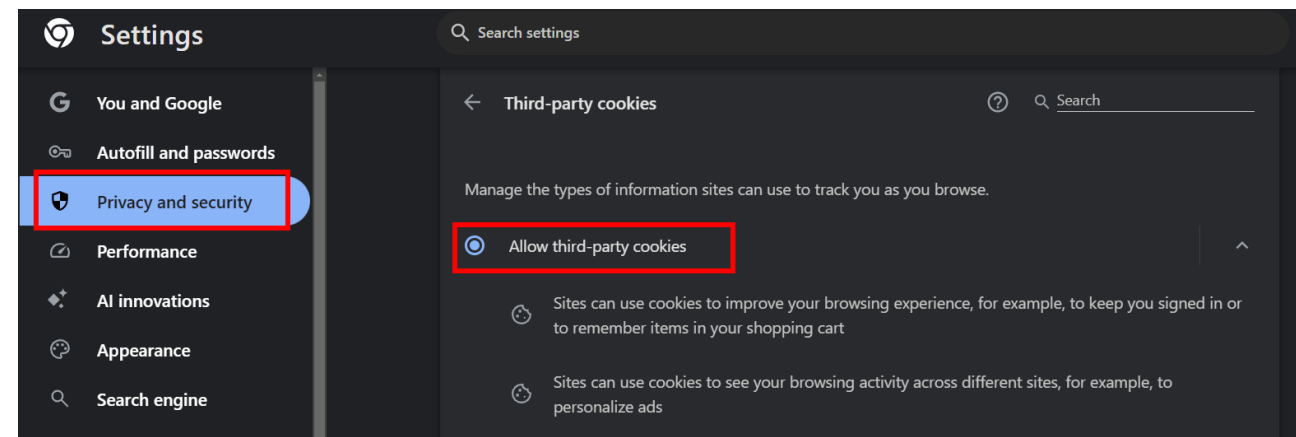 Settings
Search settings
You and Google
Autofill and passwords
Privacy and security
Performance
AI innovations
Appearance
Search engine
Third-party cookies
Search
Manage the types of information sites can use to track you as you browse.
Allow third-party cookies
Sites can use cookies to improve your browsing experience, for example, to keep you signed in or
to remember items in your shopping cart
Sites can use cookies to see your browsing activity across different sites, for example, to
personalize ads